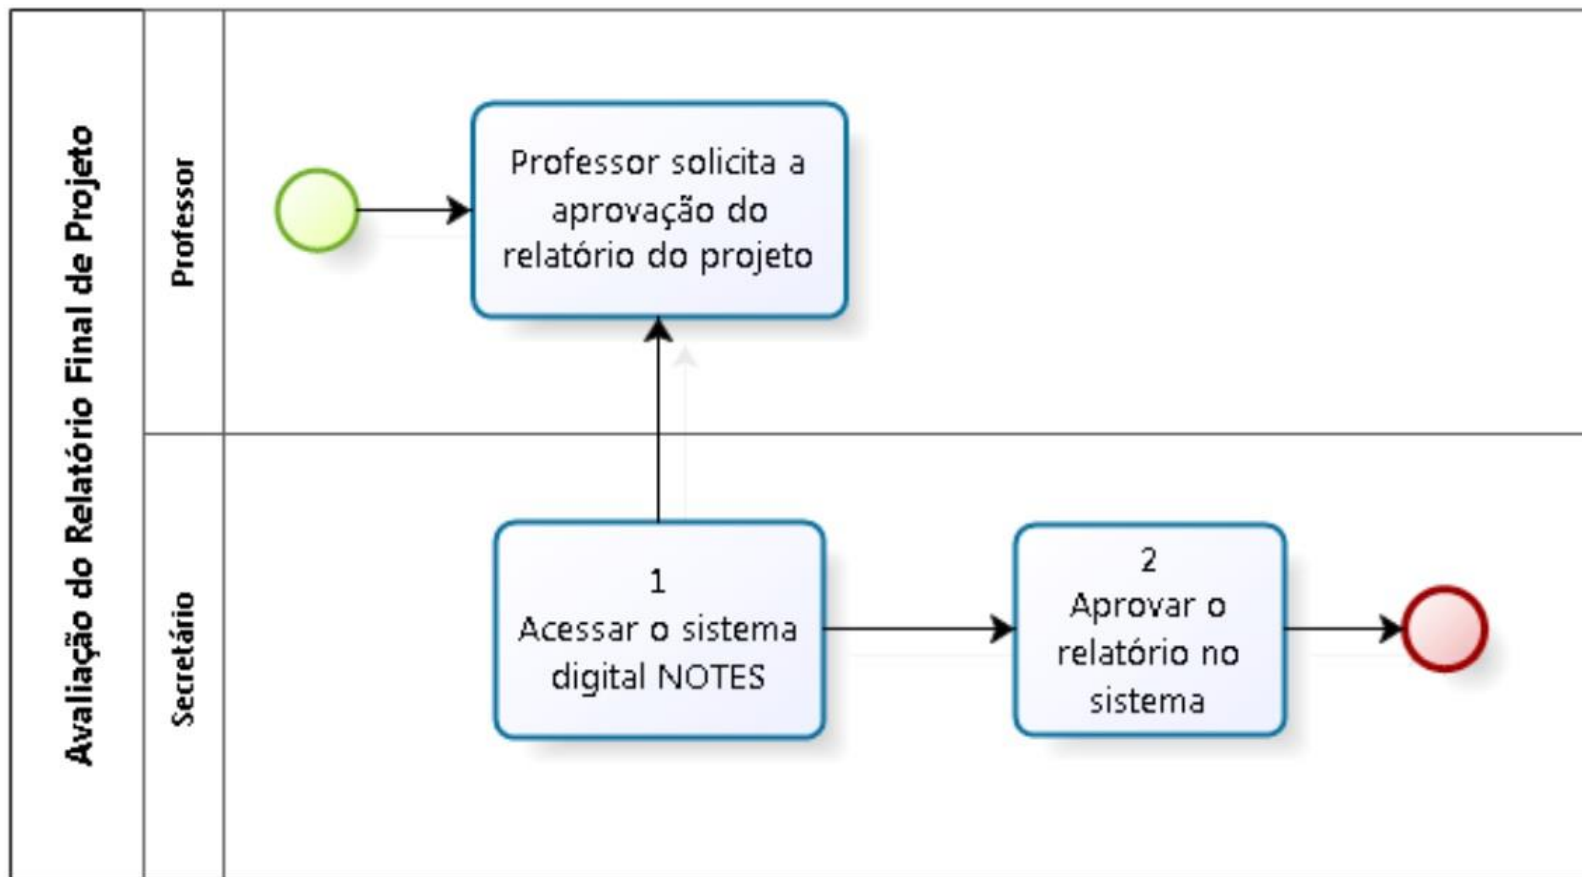 Avaliação do Relatório Final de Projeto
Professor
Professor solicita a
aprovação do
relatório do projeto
Secretário
1
Acessar o sistema
digital NOTES
2
Aprovar o
relatório no
sistema